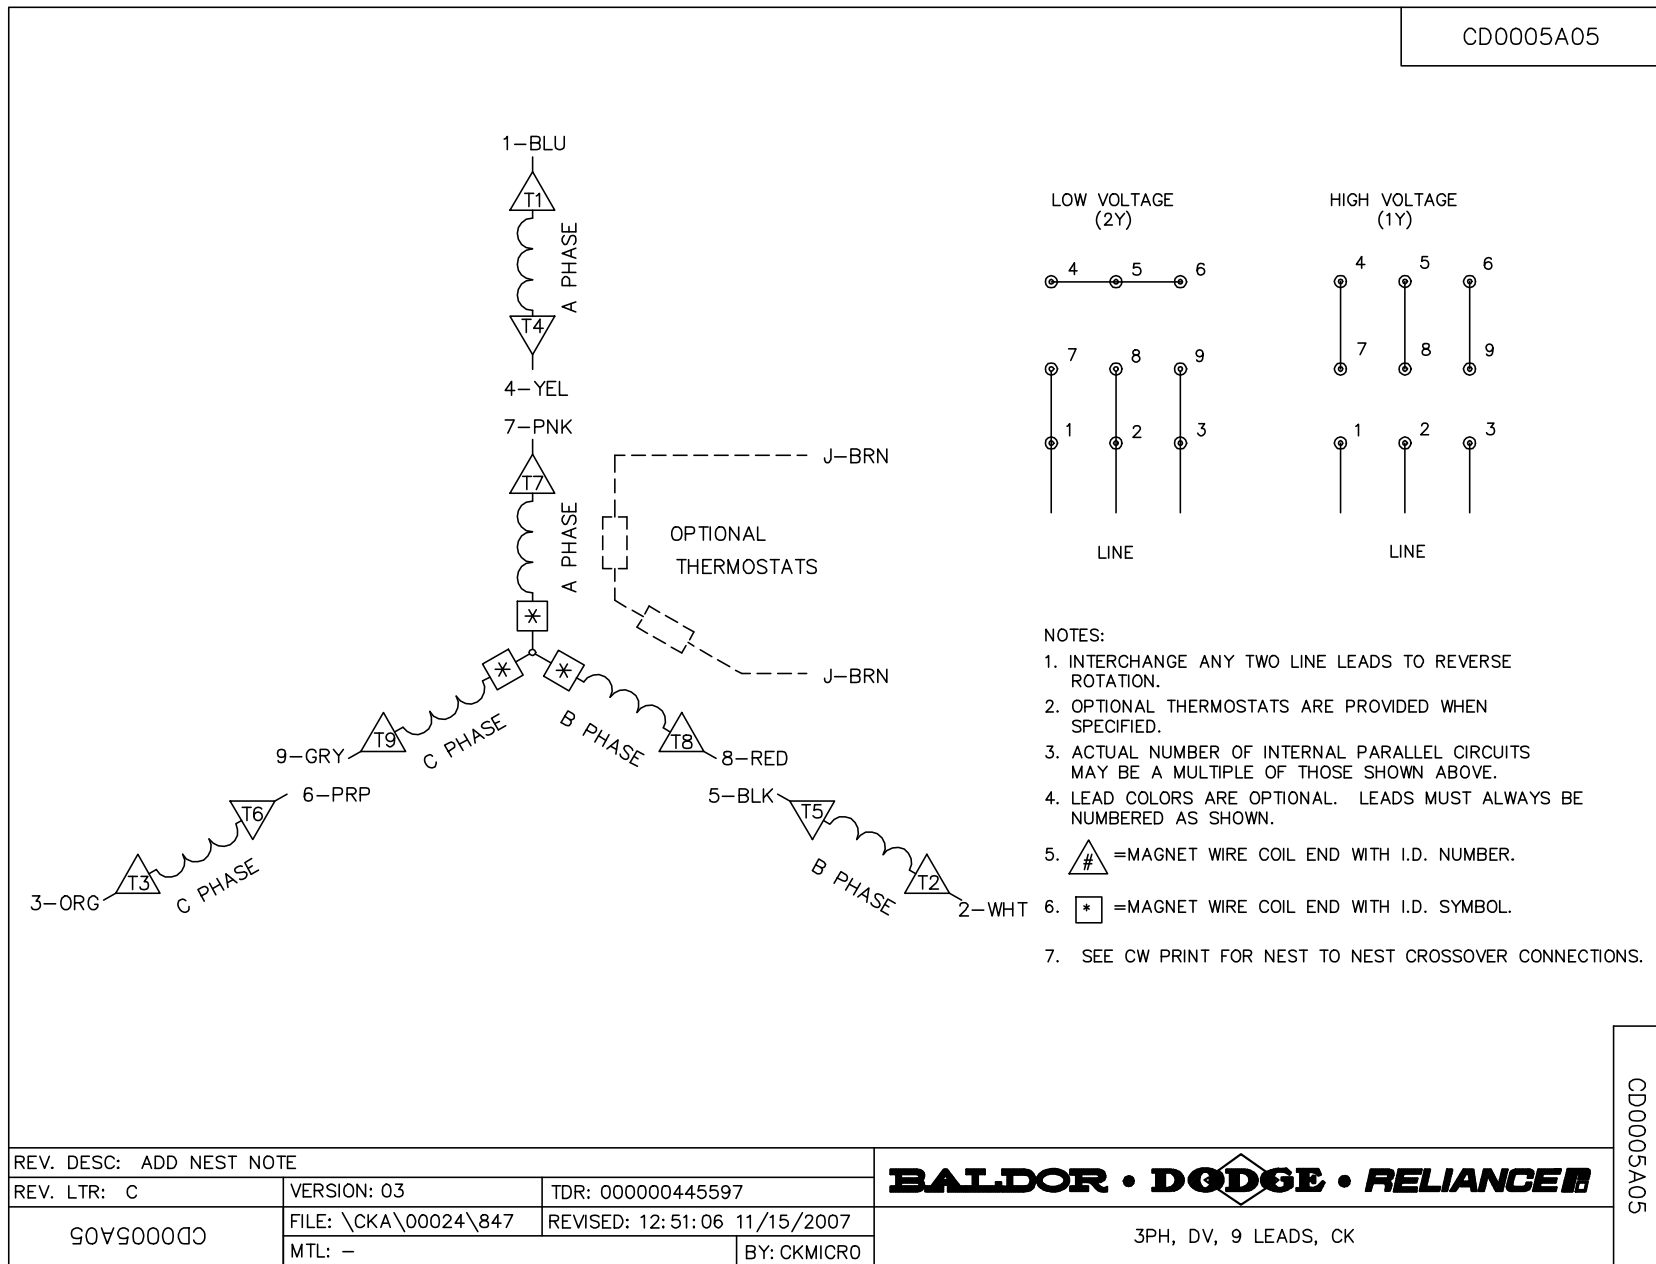 CD0005A05
1-BLU
T1
A PHASE
T4
4-YEL
7-PNK
T7
A PHASE
*
J-BRN
OPTIONAL
THERMOSTATS
J-BRN
*
*
T9
C PHASE
9-GRY
B PHASE
T8
8-RED
6-PRP
T6
5-BLK
T5
T3
C PHASE
3-ORG
B PHASE
T2
2-WHT
LOW VOLTAGE
(2Y)
4 5 6
7 8 9
1 2 3
LINE
HIGH VOLTAGE
(1Y)
4 5 6
7 8 9
1 2 3
LINE
NOTES:
1. INTERCHANGE ANY TWO LINE LEADS TO REVERSE
ROTATION.
2. OPTIONAL THERMOSTATS ARE PROVIDED WHEN
SPECIFIED.
3. ACTUAL NUMBER OF INTERNAL PARALLEL CIRCUITS
MAY BE A MULTIPLE OF THOSE SHOWN ABOVE.
4. LEAD COLORS ARE OPTIONAL. LEADS MUST ALWAYS BE
NUMBERED AS SHOWN.
5. # =MAGNET WIRE COIL END WITH I.D. NUMBER.
6. * =MAGNET WIRE COIL END WITH I.D. SYMBOL.
7. SEE CW PRINT FOR NEST TO NEST CROSSOVER CONNECTIONS.
CD0005A05
REV. DESC: ADD NEST NOTE
REV. LTR: C
VERSION: 03
TDR: 000000445597
CD0005A05
FILE: \CKA\00024\847
REVISED: 12:51:06 11/15/2007
MTL: -
BY: CKMICRO
BALDOR • DODGE • RELIANCE
3PH, DV, 9 LEADS, CK